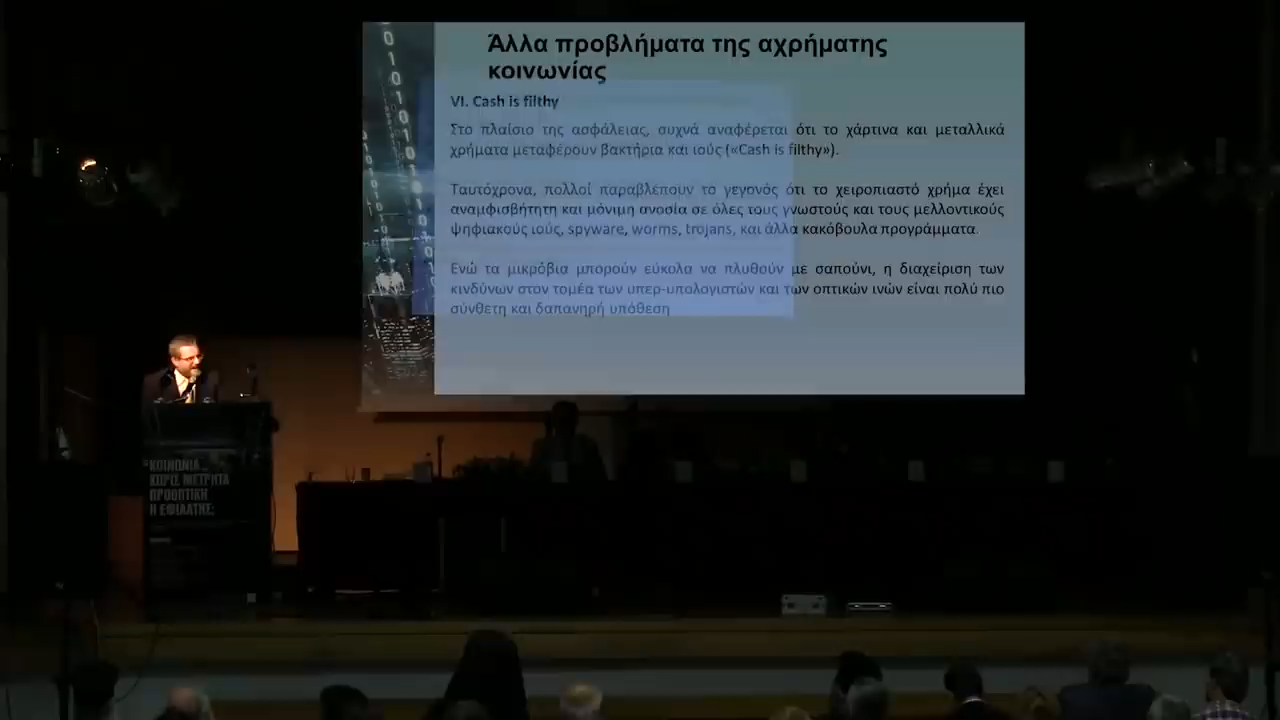 Άλλα προβλήματα της αχρήματης
κοινωνίας
VI. Cash is filthy
Στο πλαίσιο της ασφάλειας, συχνά αναφέρεται ότι το χάρτινα και μεταλλικά
χρήματα μεταφέρουν βακτήρια και ιούς («Cash is filthy»).
Ταυτόχρονα, πολλοί παραβλέπουν το γεγονός ότι το χειροπιαστό χρήμα έχει
αναμφισβήτητη και μόνιμη ανοσία σε όλες τους γνωστούς και τους μελλοντικούς
ψηφιακούς ιούς, spyware, worms, trojans, και άλλα κακόβουλα προγράμματα.
Ενώ τα μικρόβια μπορούν εύκολα να πλυθούν με σαπούνι, η διαχείριση των
κινδύνων στον τομέα των υπερ-υπολογιστών και των οπτικών ινών είναι πολύ πιο
σύνθετη και δαπανηρή υπόθεση
"ΚΟΙΝΩΝΙΑ...
ΧΩΡΙΣ ΜΕΤΡΗΤΑ
ΠΡΟΟΠΤΙΚΗ
Η ΕΦΙΑΛΤΗΣ;